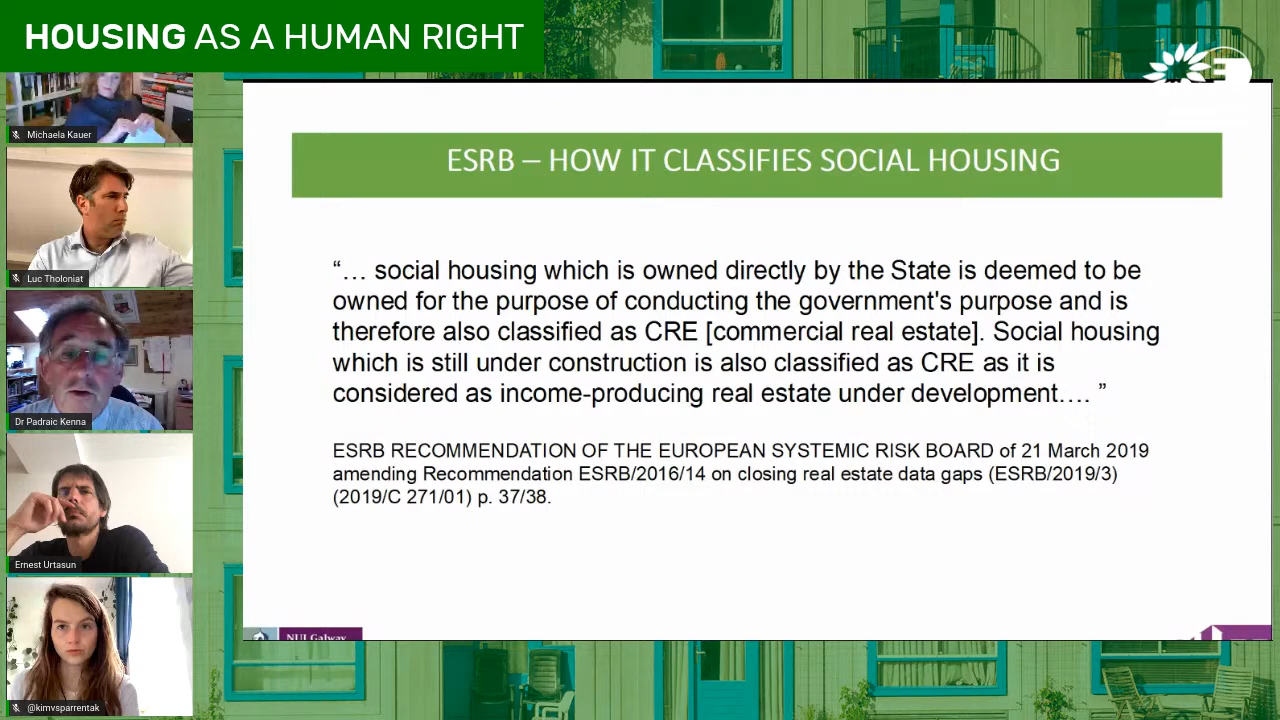 HOUSING AS A HUMAN RIGHT
Michaela Kauer
Luc Tholoniat
Dr Padraic Kenna
Ernest Urtasun
@kimvsparrentak
ESRB – HOW IT CLASSIFIES SOCIAL HOUSING
“… social housing which is owned directly by the State is deemed to be
owned for the purpose of conducting the government's purpose and is
therefore also classified as CRE [commercial real estate]. Social housing
which is still under construction is also classified as CRE as it is
considered as income-producing real estate under development…. ”
ESRB RECOMMENDATION OF THE EUROPEAN SYSTEMIC RISK BOARD of 21 March 2019
amending Recommendation ESRB/2016/14 on closing real estate data gaps (ESRB/2019/3)
(2019/C 271/01) p. 37/38.
NUI Galway